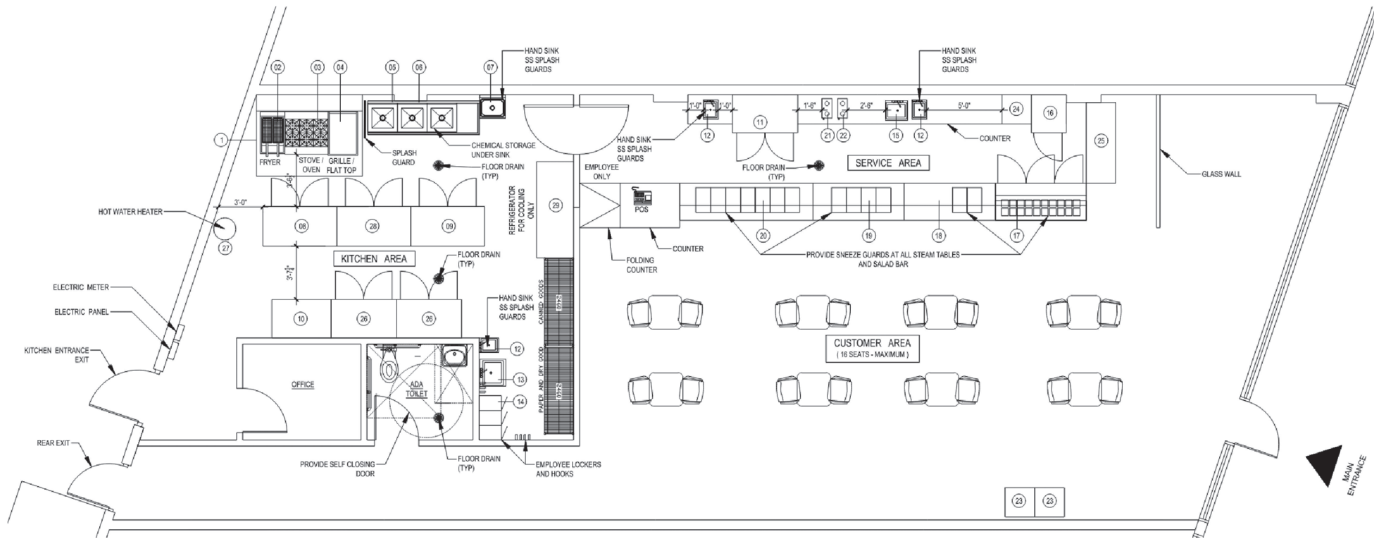 HAND SINK
SS SPLASH
GUARDS
HAND SINK
SS SPLASH
GUARDS
02
03
04
05
06
07
1
FRYER
STOVE /
OVEN
GRILLE /
FLAT TOP
SPLASH
GUARD
CHEMICAL STORAGE
UNDER SINK
FLOOR DRAIN
(TYP)
3'-6"
3'-0"
HOT WATER HEATER
27
08
28
09
REFRIGERATOR
FOR COOLING
ONLY
29
EMPLOYEE
ONLY
HAND SINK
SS SPLASH
GUARDS
1'-0"
12
1'-0"
11
1'-6"
21
22
2'-6"
15
12
5'-0"
24
16
25
COUNTER
FLOOR DRAIN
(TYP)
SERVICE AREA
GLASS WALL
POS
20
19
18
17
COUNTER
FOLDING
COUNTER
PROVIDE SNEEZE GUARDS AT ALL STEAM TABLES
AND SALAD BAR
KITCHEN AREA
FLOOR DRAIN
(TYP)
ELECTRIC METER
ELECTRIC PANEL
KITCHEN ENTRANCE
EXIT
10
26
26
HAND SINK
SS SPLASH
GUARDS
12
13
14
CANNED GOODS
PAPER AND DRY GOOD
OFFICE
ADA
TOILET
CUSTOMER AREA
( 16 SEATS - MAXIMUM )
REAR EXIT
PROVIDE SELF CLOSING
DOOR
FLOOR DRAIN
(TYP)
EMPLOYEE LOCKERS
AND HOOKS
23
23
MAIN
ENTRANCE